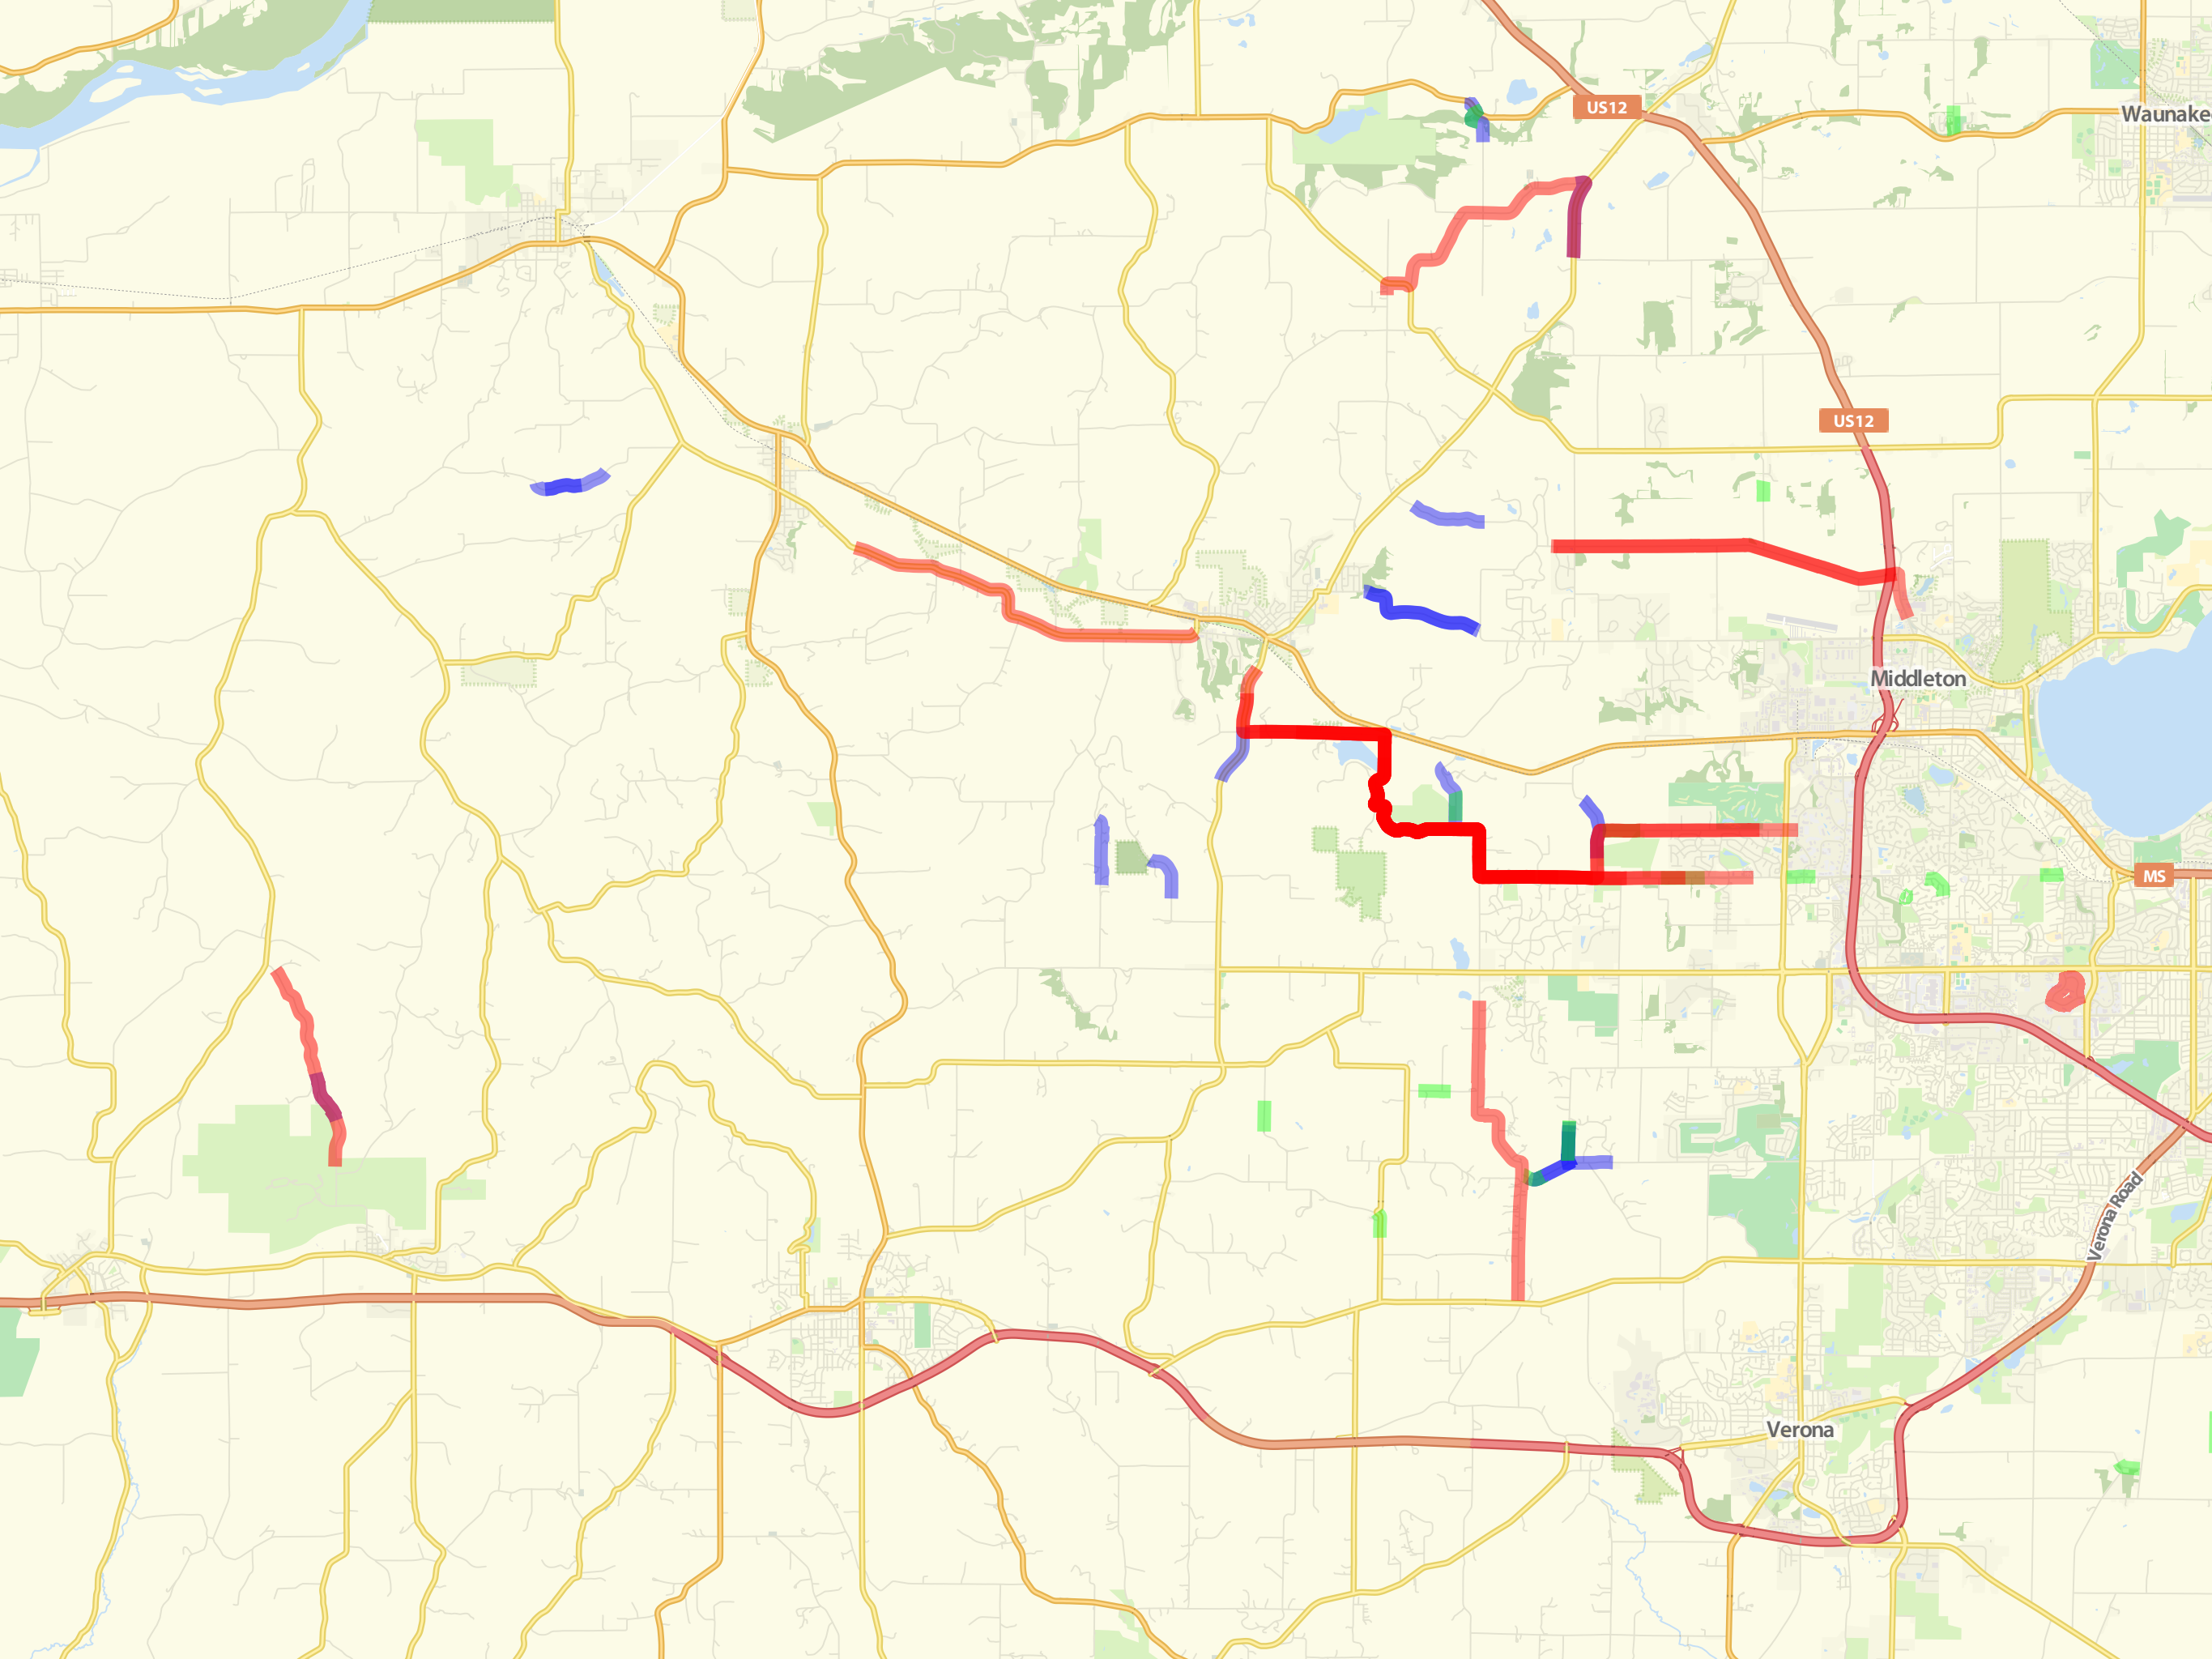 US12
Waunake
US12
Middleton
MS
Verona Road
Verona